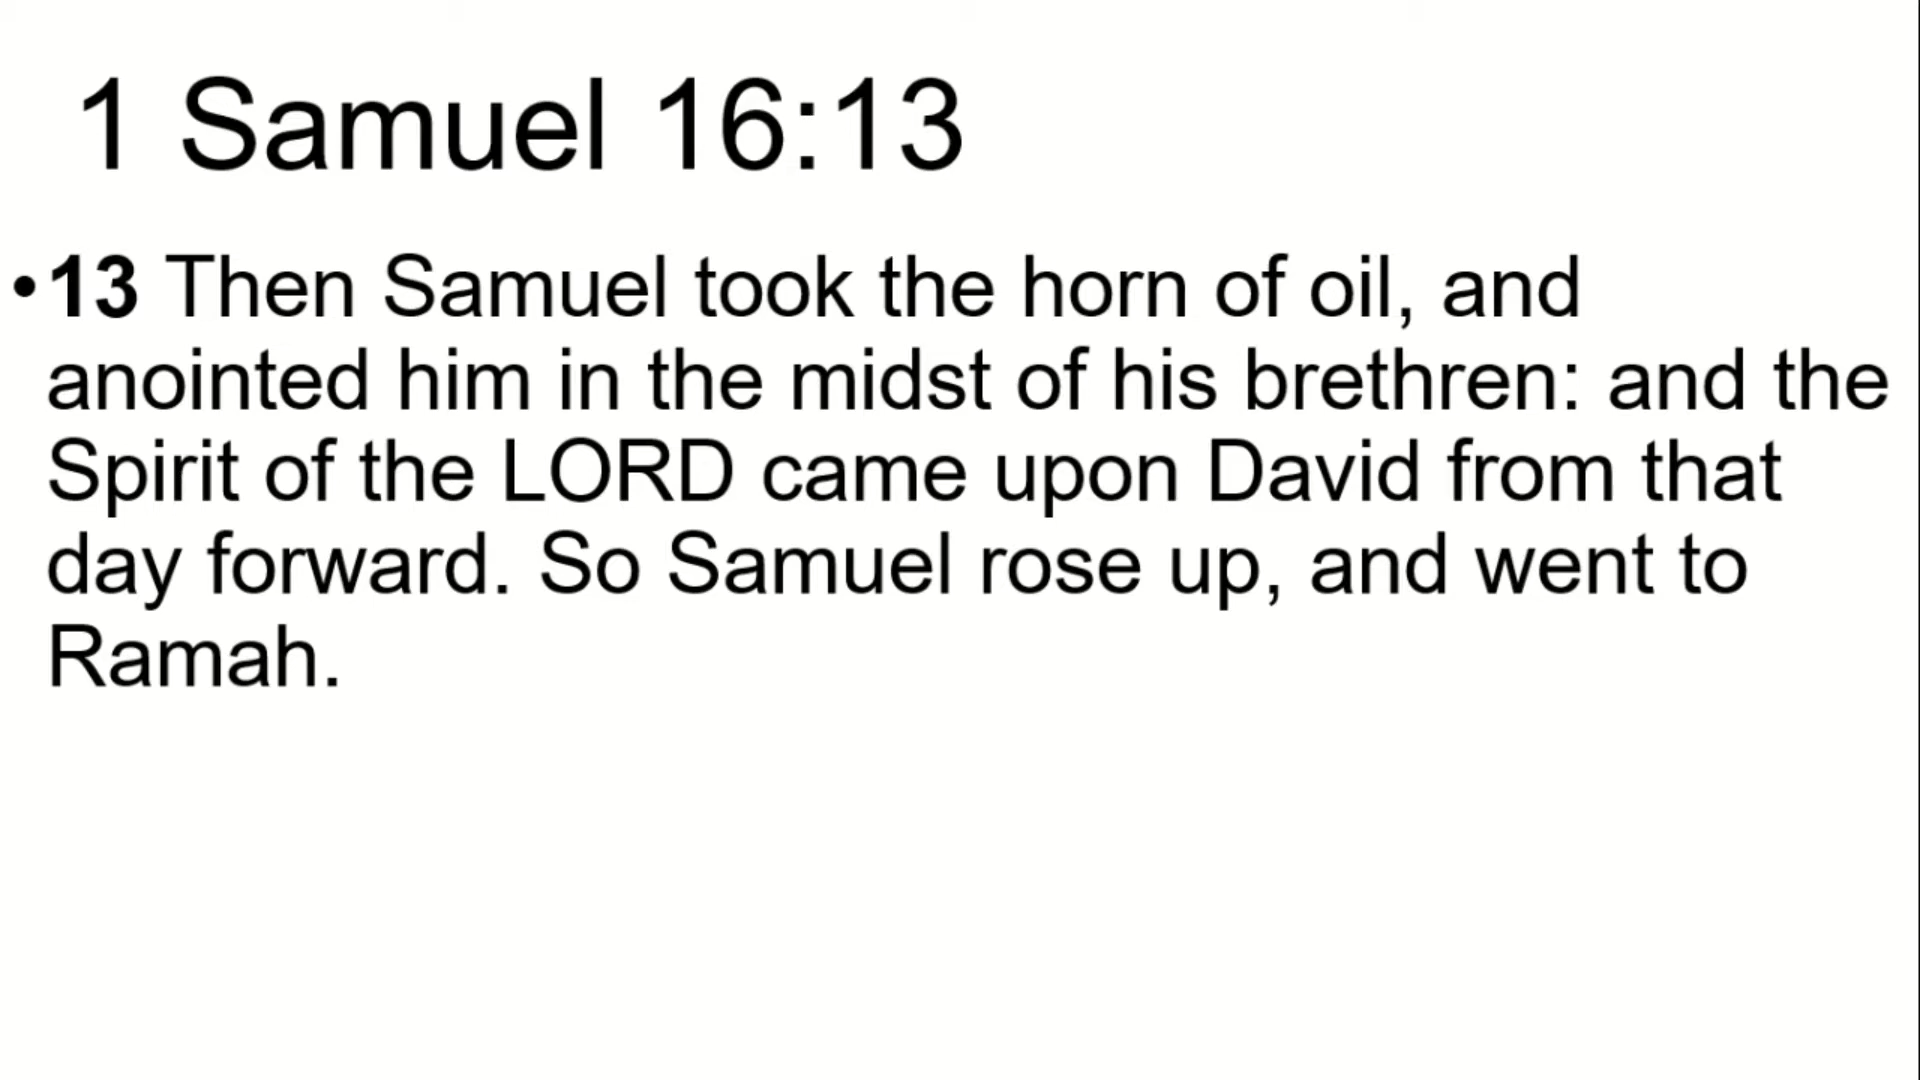 1 Samuel 16:13
•13 Then Samuel took the horn of oil, and
anointed him in the midst of his brethren: and the
Spirit of the LORD came upon David from that
day forward. So Samuel rose up, and went to
Ramah.